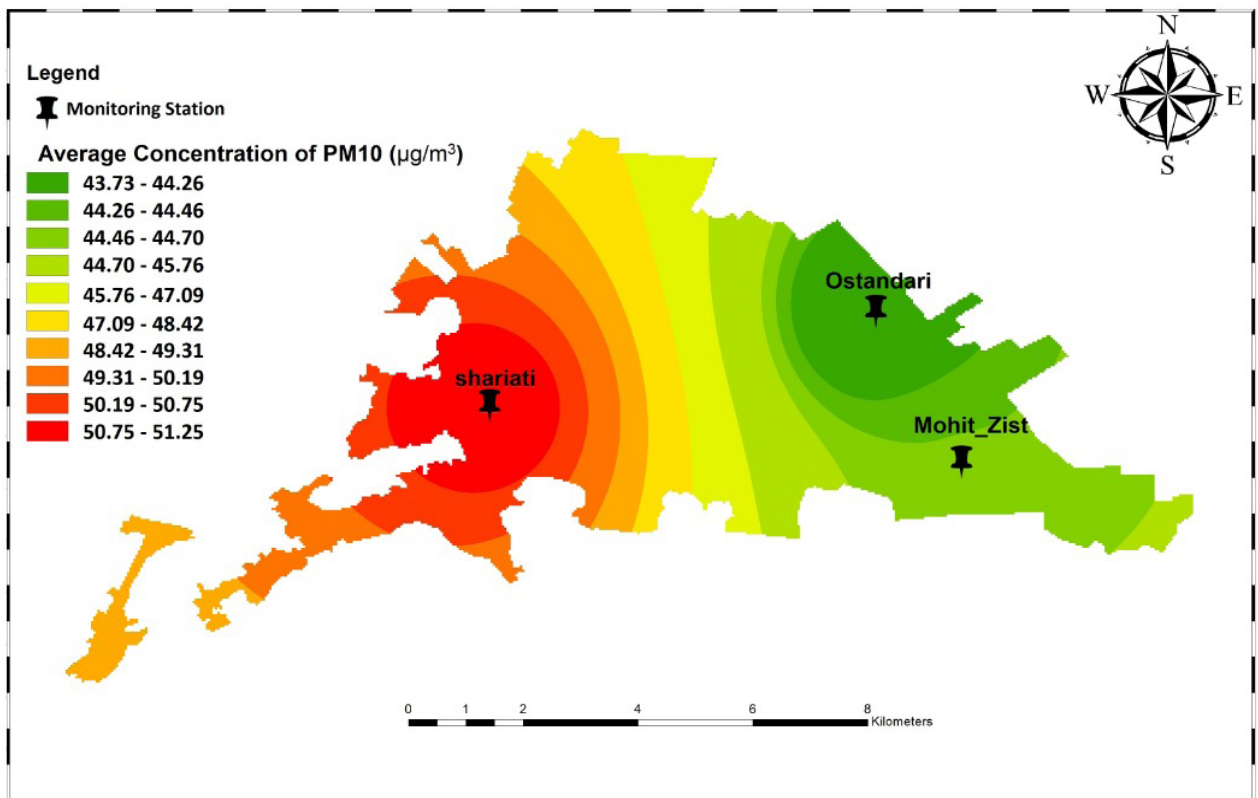 N
W E
S
Legend
Monitoring Station
Average Concentration of PM10 (µg/m³)
43.73 - 44.26
44.26 - 44.46
44.46 - 44.70
44.70 - 45.76
45.76 - 47.09
47.09 - 48.42
48.42 - 49.31
49.31 - 50.19
50.19 - 50.75
50.75 - 51.25
Ostandari
shariati
Mohit_Zist
0 1 2 4 6 8
Kilometers